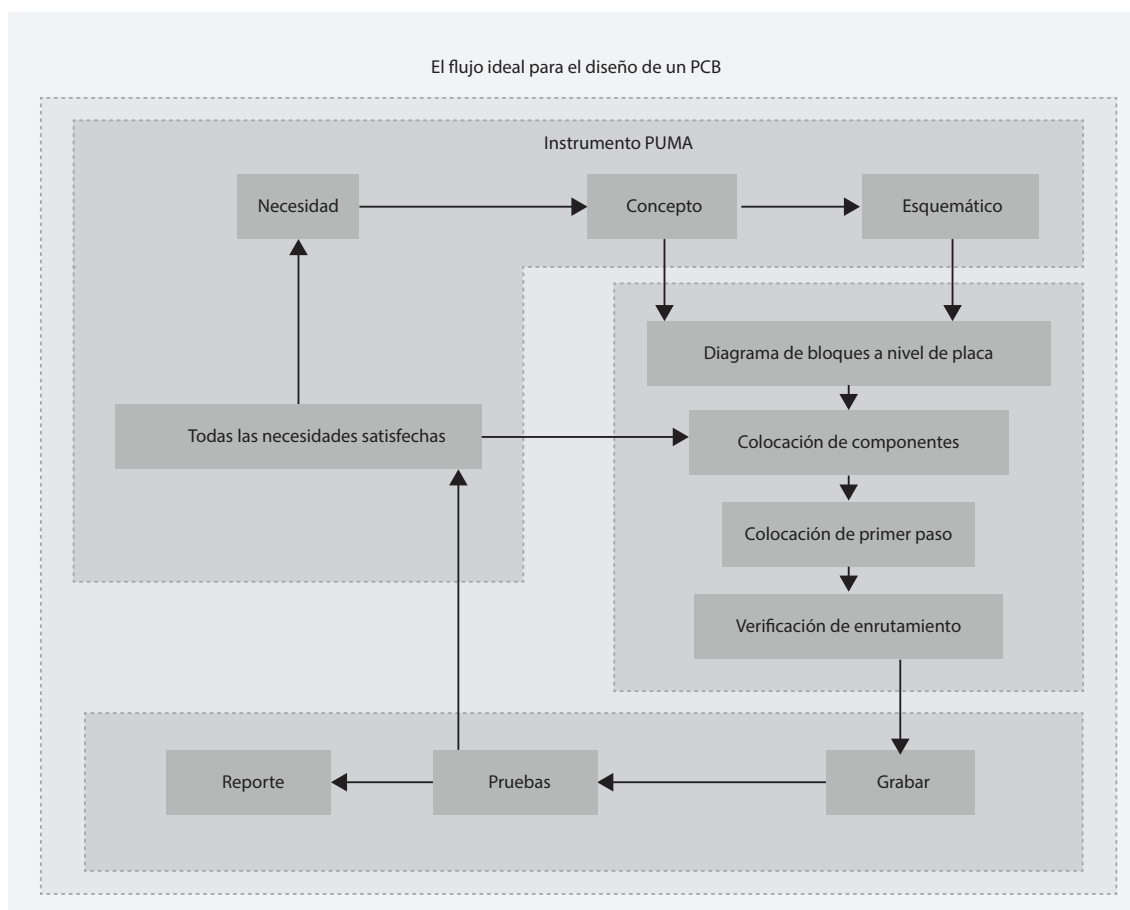 El flujo ideal para el diseño de un PCB
Instrumento PUMA
Necesidad
Concepto
Esquemático
Diagrama de bloques a nivel de placa
Todas las necesidades satisfechas
Colocación de componentes
Colocación de primer paso
Verificación de enrutamiento
Reporte
Pruebas
Grabar